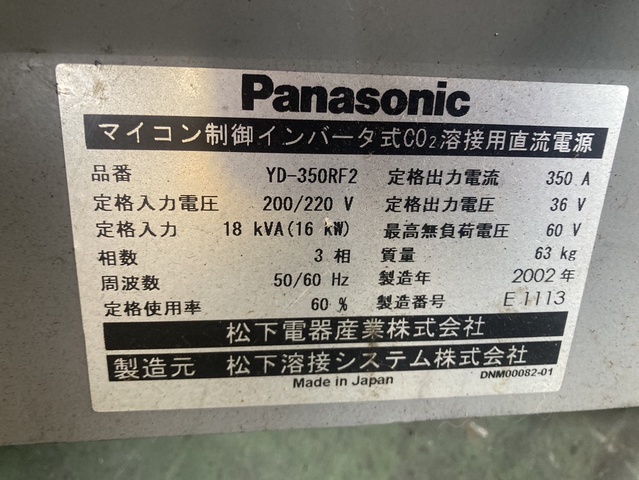 Panasonic
マイコン制御インバータ式CO₂溶接用直流電源
品番 YD-350RF2 定格出力電流 350 A
定格入力電圧 200/220 V 定格出力電圧 36 V
定格入力 18 kVA(16 kW) 最高無負荷電圧 60 V
相数 3 相 質量 63 kg
周波数 50/60 Hz 製造年 2002 年
定格使用率 60 % 製造番号 E1113
松下電器産業株式会社
製造元 松下溶接システム株式会社
Made in Japan DNM00082-01